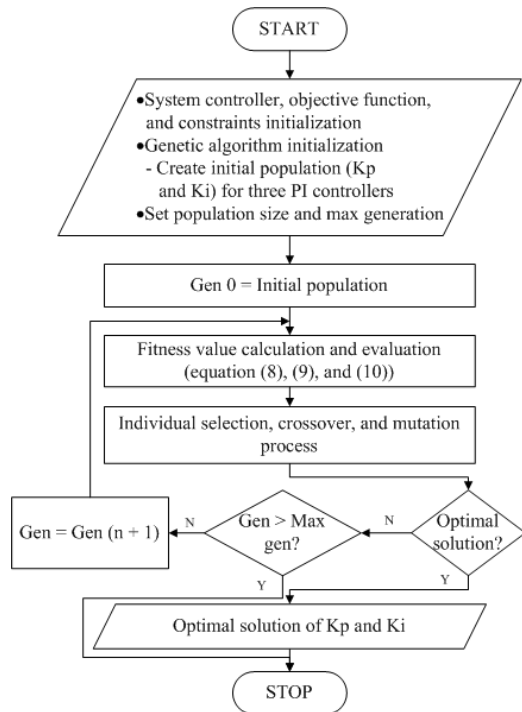 START
•System controller, objective function,
and constraints initialization
•Genetic algorithm initialization
- Create initial population (Kp
and Ki) for three PI controllers
•Set population size and max generation
Gen 0 = Initial population
Fitness value calculation and evaluation
(equation (8), (9), and (10))
Individual selection, crossover, and mutation
process
Optimal
solution?
N
Y
Gen > Max
gen?
N
Y
Gen = Gen (n + 1)
Optimal solution of Kp and Ki
STOP